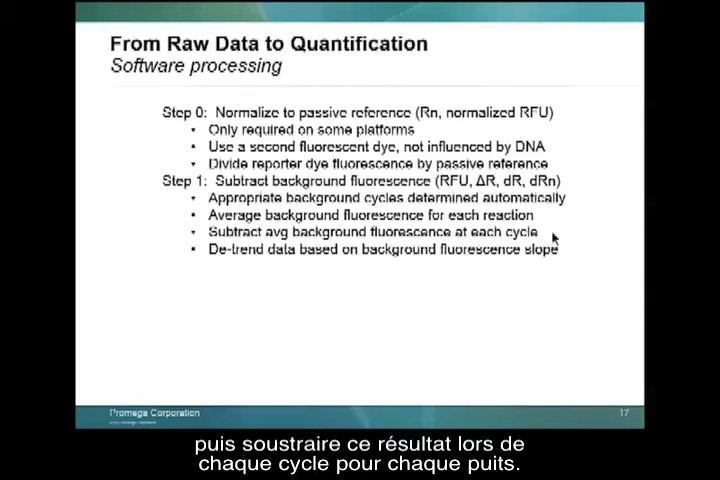 From Raw Data to Quantification
Software processing
Step 0: Normalize to passive reference (Rn, normalized RFU)
• Only required on some platforms
• Use a second fluorescent dye, not influenced by DNA
• Divide reporter dye fluorescence by passive reference
Step 1: Subtract background fluorescence (RFU, ΔR, dR, dRn)
• Appropriate background cycles determined automatically
• Average background fluorescence for each reaction
• Subtract avg background fluorescence at each cycle
• De-trend data based on background fluorescence slope
Promega Corporation
17
puis soustraire ce résultat lors de
chaque cycle pour chaque puits.